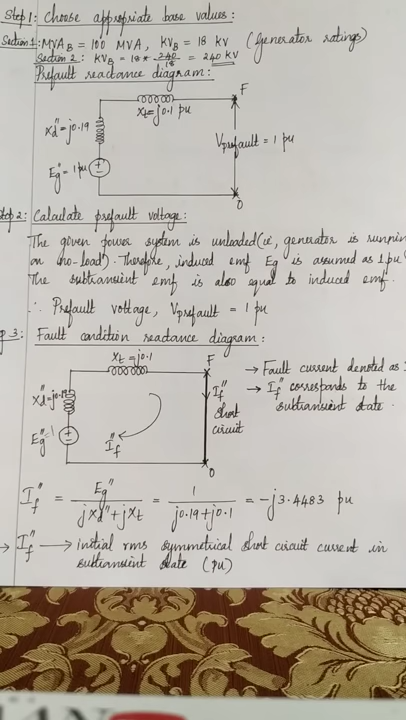 Step 1: Choose appropriate base values:
Section 1: MVA_B = 100 MVA, KV_B = 18 KV (Generator ratings)
Section 2: KV_B = 18 * 240/18 = 240 KV
Prefault reactance diagram:
F
X_t = j0.1 pu
X_d'' = j0.19
E_g'' = 1 pu
V_prefault = 1 pu
O
Step 2: Calculate prefault voltage:
The given power system is unloaded (ie, generator is running
on no-load). Therefore, induced emf Eg is assumed as 1 pu.
The subtransient emf is also equal to induced emf.
∴ Prefault voltage, V_prefault = 1 pu
p 3: Fault condition reactance diagram:
X_t = j0.1
F
→ Fault current denoted as
X_d'' = j0.19
I_f''
→ I_f'' corresponds to the
short
subtransient state.
circuit
E_g'' = 1
I_f''
O
I_f'' = E_g'' / (jX_d'' + jX_t) = 1 / (j0.19 + j0.1) = -j3.4483 pu
→ I_f'' → initial rms symmetrical short circuit current in
subtransient state (pu)